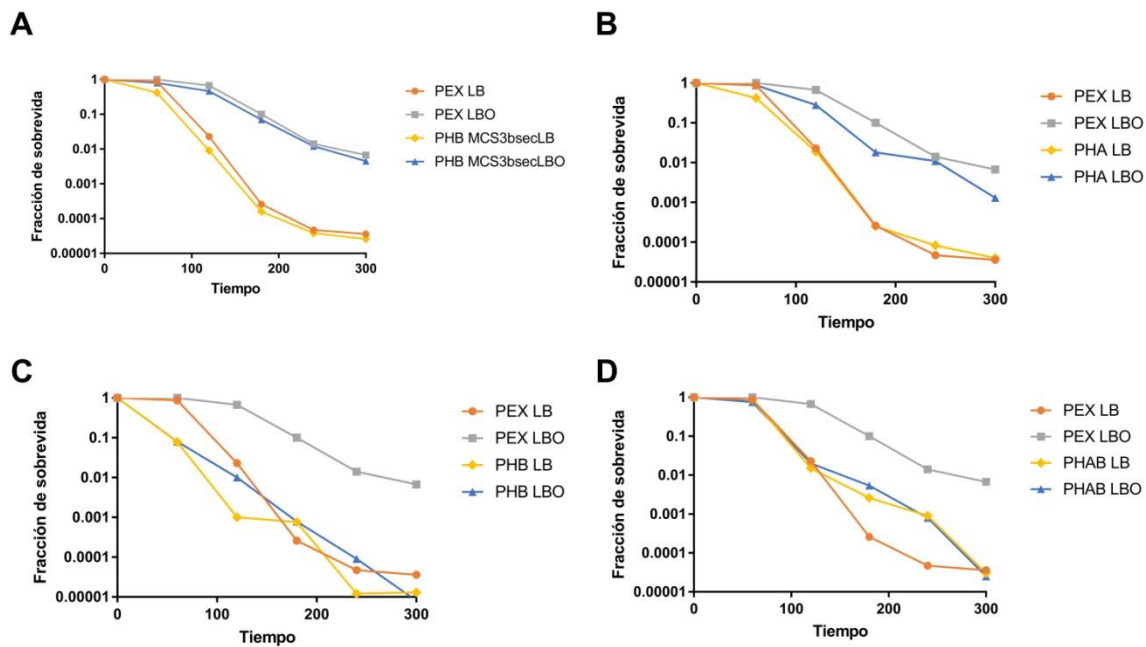 A
Fracción de sobrevida
1
0.1
0.01
0.001
0.0001
0.00001
0
100
200
300
Tiempo
PEX LB
PEX LBO
PHB MCS3bsecLB
PHB MCS3bsecLBO
B
Fracción de sobrevida
1
0.1
0.01
0.001
0.0001
0.00001
0
100
200
300
Tiempo
PEX LB
PEX LBO
PHA LB
PHA LBO
C
Fracción de sobrevida
1
0.1
0.01
0.001
0.0001
0.00001
0
100
200
300
Tiempo
PEX LB
PEX LBO
PHB LB
PHB LBO
D
Fracción de sobrevida
1
0.1
0.01
0.001
0.0001
0.00001
0
100
200
300
Tiempo
PEX LB
PEX LBO
PHAB LB
PHAB LBO